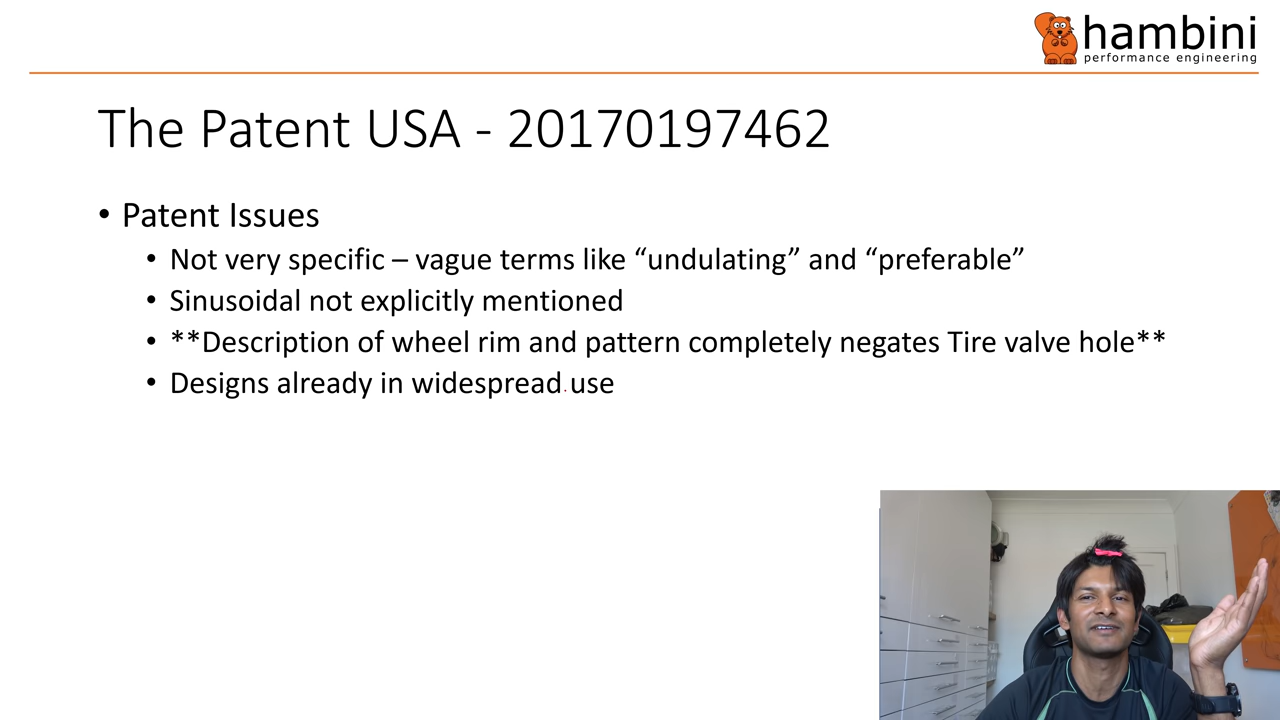 hambini
performance engineering
The Patent USA - 20170197462
• Patent Issues
• Not very specific – vague terms like “undulating” and “preferable”
• Sinusoidal not explicitly mentioned
• **Description of wheel rim and pattern completely negates Tire valve hole**
• Designs already in widespread use